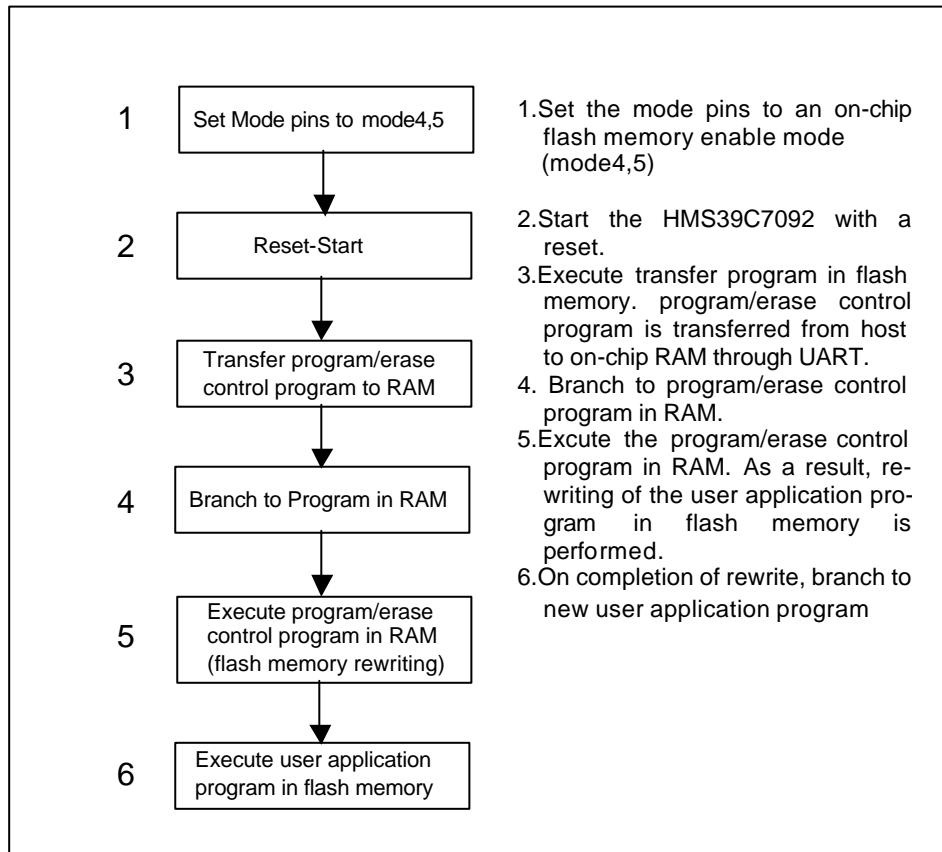 1
Set Mode pins to mode4,5
2
Reset-Start
3
Transfer program/erase
control program to RAM
4
Branch to Program in RAM
5
Execute program/erase
control program in RAM
(flash memory rewriting)
6
Execute user application
program in flash memory
1.Set the mode pins to an on-chip
flash memory enable mode
(mode4,5)
2.Start the HMS39C7092 with a
reset.
3.Execute transfer program in flash
memory. program/erase control
program is transferred from host
to on-chip RAM through UART.
4. Branch to program/erase control
program in RAM.
5.Excute the program/erase control
program in RAM. As a result, re-
writing of the user application pro-
gram in flash memory is
performed.
6.On completion of rewrite, branch to
new user application program